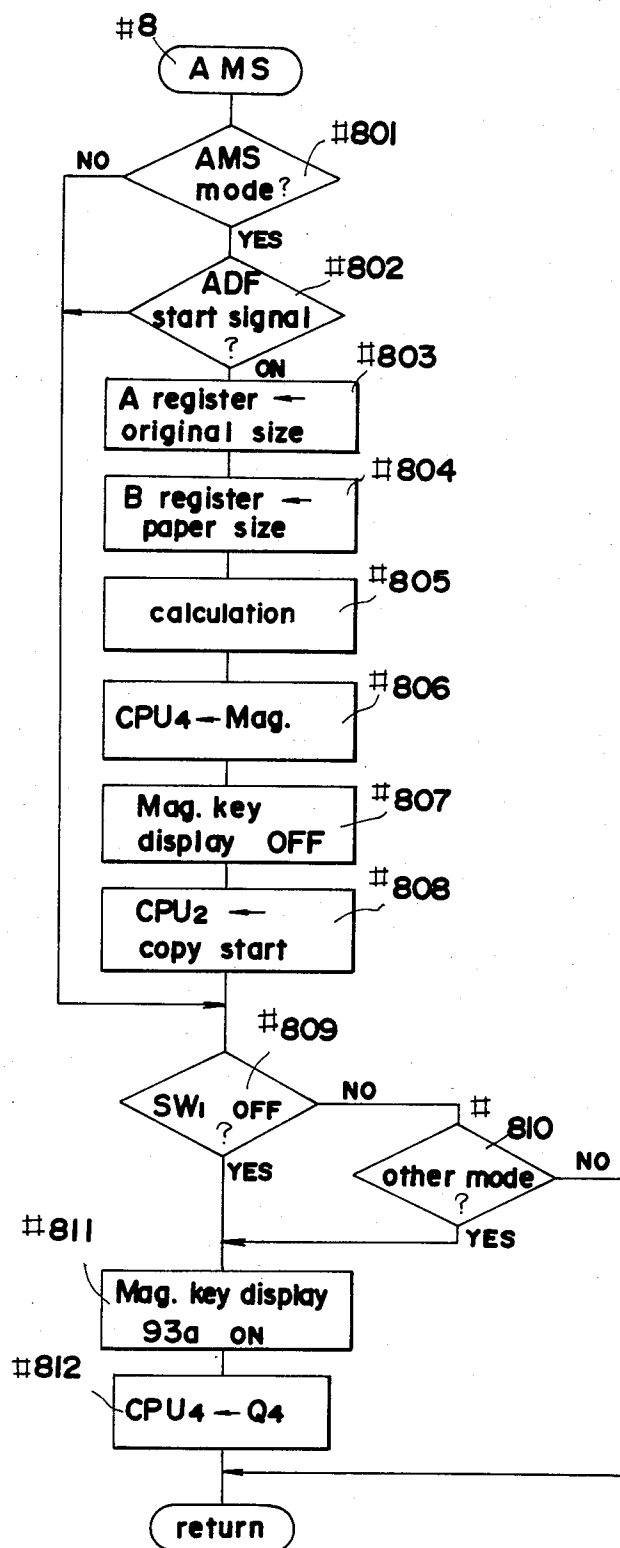 #8
AMS
#801
NO
AMS
mode?
YES
#802
ADF
start signal
?
ON
#803
A register ←
original size
#804
B register ←
paper size
#805
calculation
#806
CPU4 ← Mag.
#807
Mag. key
display OFF
#808
CPU2 ←
copy start
#809
SW1 OFF
?
NO
YES
#
810
other mode
?
NO
YES
#811
Mag. key display
93a ON
#812
CPU4 ← Q4
return